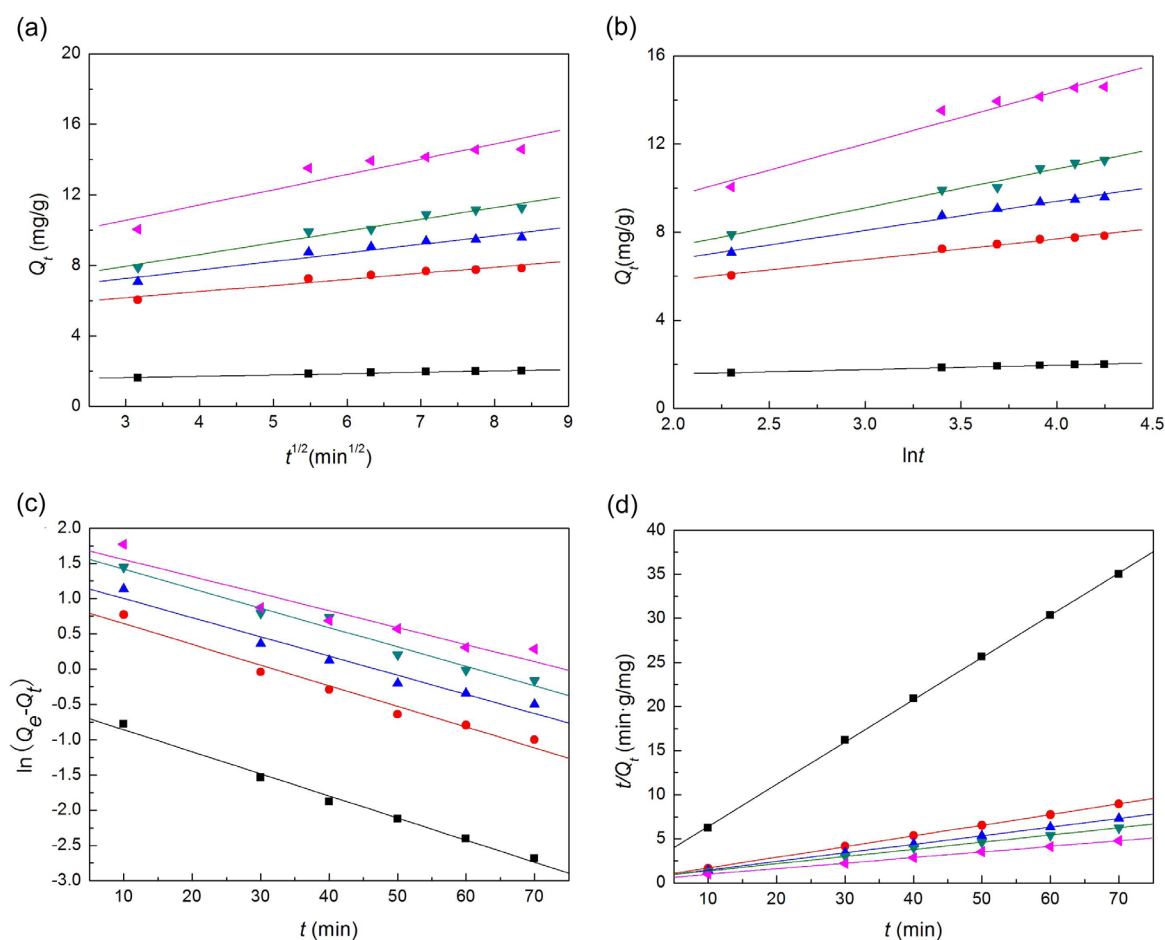 (a)
20
16
12
8
4
0
Qt (mg/g)
3 4 5 6 7 8 9
t1/2(min1/2)
(b)
16
12
8
4
0
Qt(mg/g)
2.0 2.5 3.0 3.5 4.0 4.5
lnt
(c)
2.0
1.5
1.0
0.5
0.0
-0.5
-1.0
-1.5
-2.0
-2.5
-3.0
ln (Qe-Qt)
10 20 30 40 50 60 70
t (min)
(d)
40
35
30
25
20
15
10
5
0
t/Qt (min·g/mg)
10 20 30 40 50 60 70
t (min)